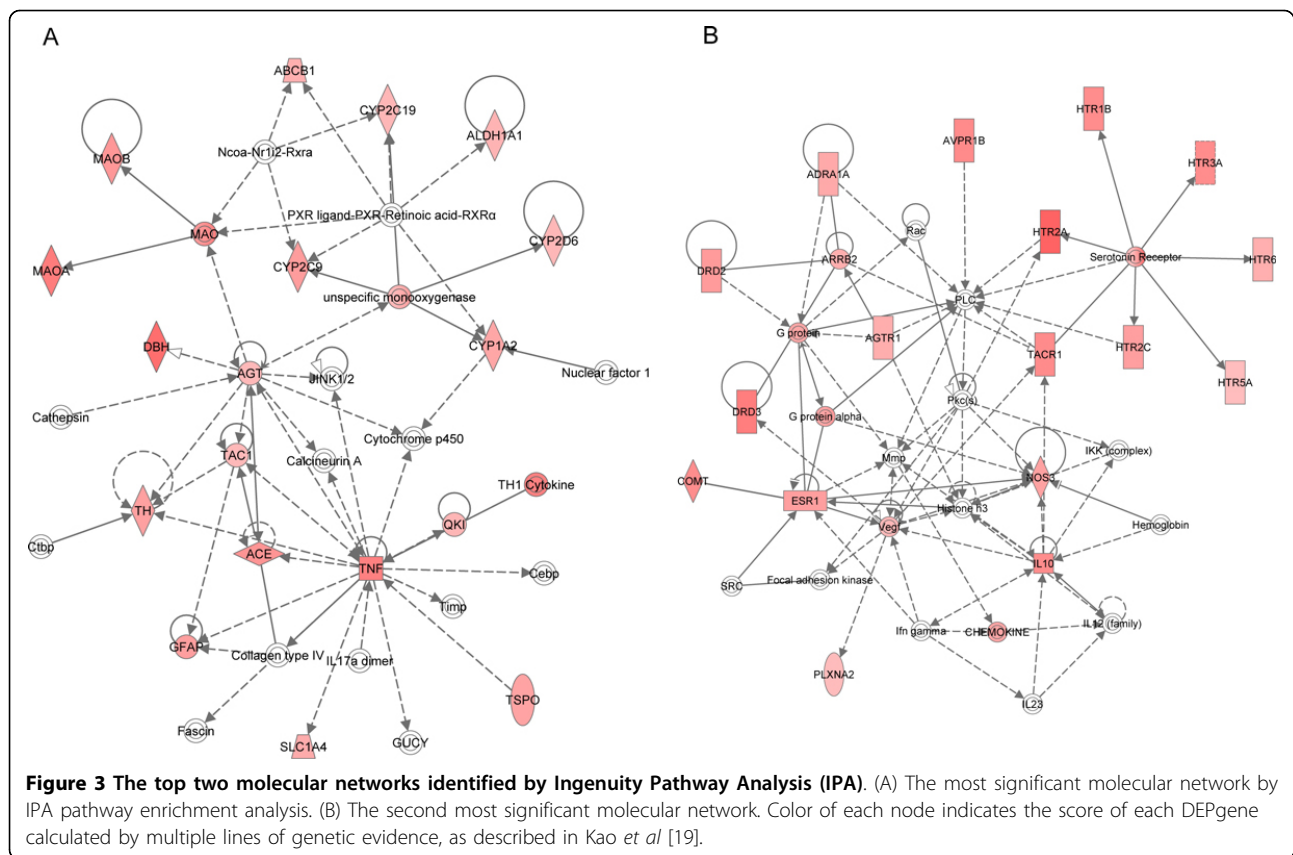 A
ABCB1
CYP2C19
ALDH1A1
MAOB
Ncoa-Nr1i2-Rxra
PXR ligand-PXR-Retinoic acid-RXRα
MAO
CYP2D6
MAOA
CYP2C9
unspecific monooxygenase
DBH
CYP1A2
AGT
JINK1/2
Nuclear factor 1
Cathepsin
Cytochrome p450
TAC1
Calcineurin A
TH1 Cytokine
TH
QKI
Ctbp
ACE
TNF
Cebp
Timp
GFAP
Collagen type IV
IL17a dimer
TSPO
Fascin
SLC1A4
GUCY
B
HTR1B
AVPR1B
HTR3A
ADRA1A
Rac
HTR2A
DRD2
ARRB2
Serotonin Receptor
HTR6
PLC
G protein
AGTR1
TACR1
HTR2C
HTR5A
DRD3
G protein alpha
Pkc(s)
Mmp
IKK (complex)
COMT
NOS3
ESR1
Histone h3
Vegf
Hemoglobin
IL10
SRC
Focal adhesion kinase
Ifn gamma
CHEMOKINE
IL12 (family)
PLXNA2
IL23
Figure 3 The top two molecular networks identified by Ingenuity Pathway Analysis (IPA). (A) The most significant molecular network by
IPA pathway enrichment analysis. (B) The second most significant molecular network. Color of each node indicates the score of each DEPgene
calculated by multiple lines of genetic evidence, as described in Kao et al [19].